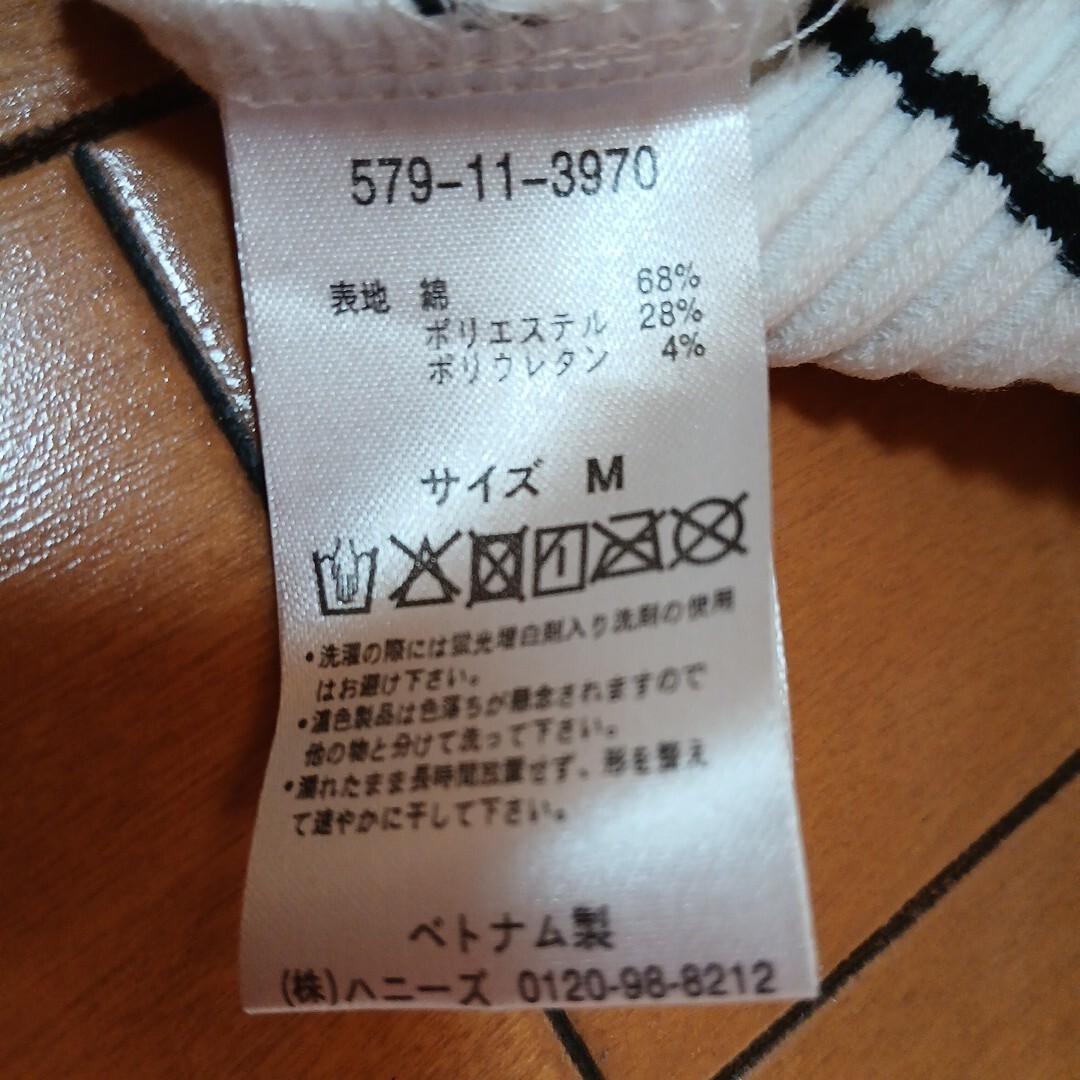 579-11-3970
表地 綿 68%
ポリエステル 28%
ポリウレタン 4%
サイズ M
・洗濯の際には蛍光増白剤入り洗剤の使用
はお避け下さい。
・濃色製品は色落ちが懸念されますので
他の物と分けて洗って下さい。
・濡れたまま長時間放置せず、形を整え
て速やかに干して下さい。
ベトナム製
(株)ハニーズ 0120-98-8212